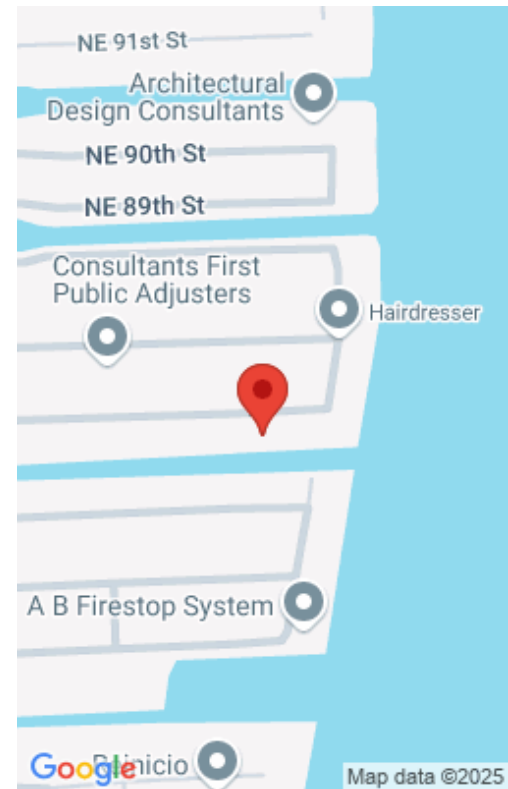 NE 91st St
Architectural
Design Consultants
NE 90th St
NE 89th St
Consultants First
Public Adjusters
Hairdresser
A B Firestop System
Google
Map data ©2025